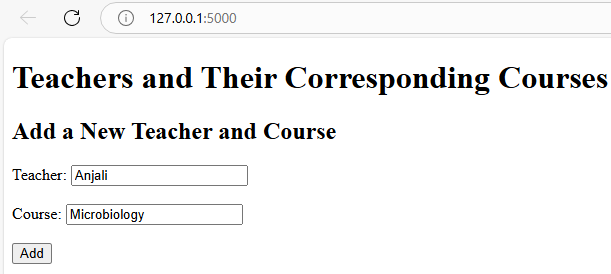 127.0.0.1:5000
Teachers and Their Corresponding Courses
Add a New Teacher and Course
Teacher: Anjali
Course: Microbiology
Add